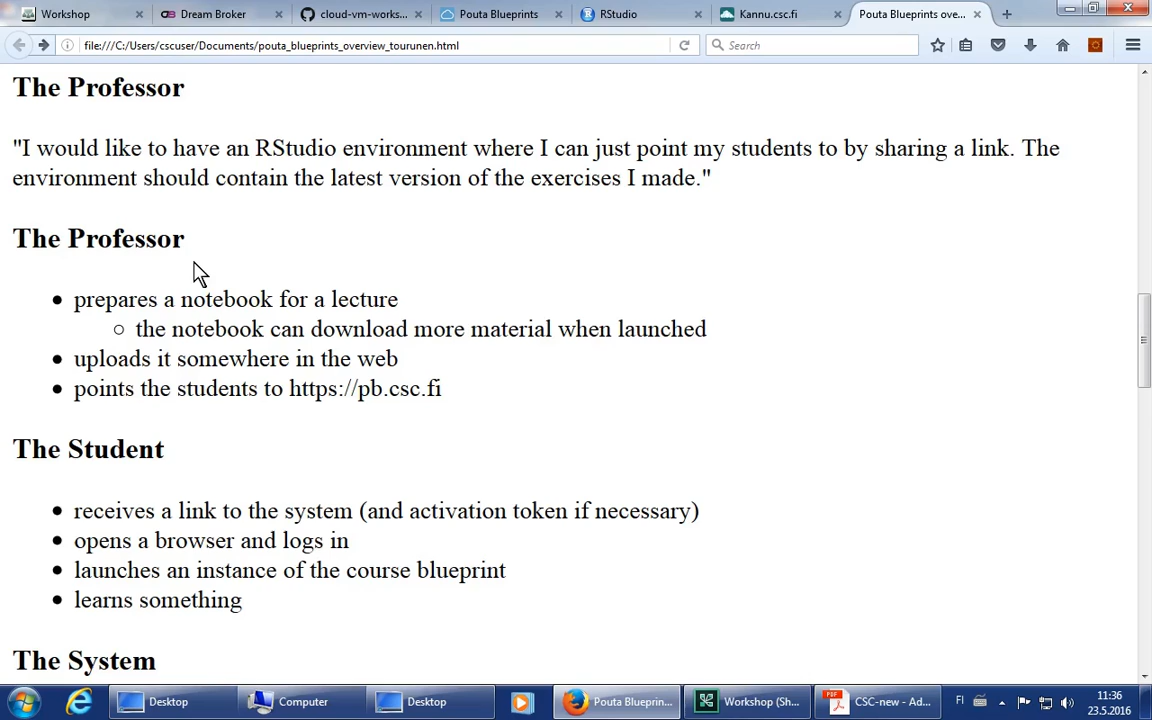 Workshop
Dream Broker
cloud-vm-works...
Pouta Blueprints
RStudio
Kannu.csc.fi
Pouta Blueprints ove...
file:///C:/Users/cscuser/Documents/pouta_blueprints_overview_tourunen.html
Search
The Professor
"I would like to have an RStudio environment where I can just point my students to by sharing a link. The
environment should contain the latest version of the exercises I made."
The Professor
prepares a notebook for a lecture
the notebook can download more material when launched
uploads it somewhere in the web
points the students to https://pb.csc.fi
The Student
receives a link to the system (and activation token if necessary)
opens a browser and logs in
launches an instance of the course blueprint
learns something
The System
Desktop
Computer
Desktop
Pouta Blueprin...
Workshop (Sh...
CSC-new - Ad...
FI
11:36
23.5.2016